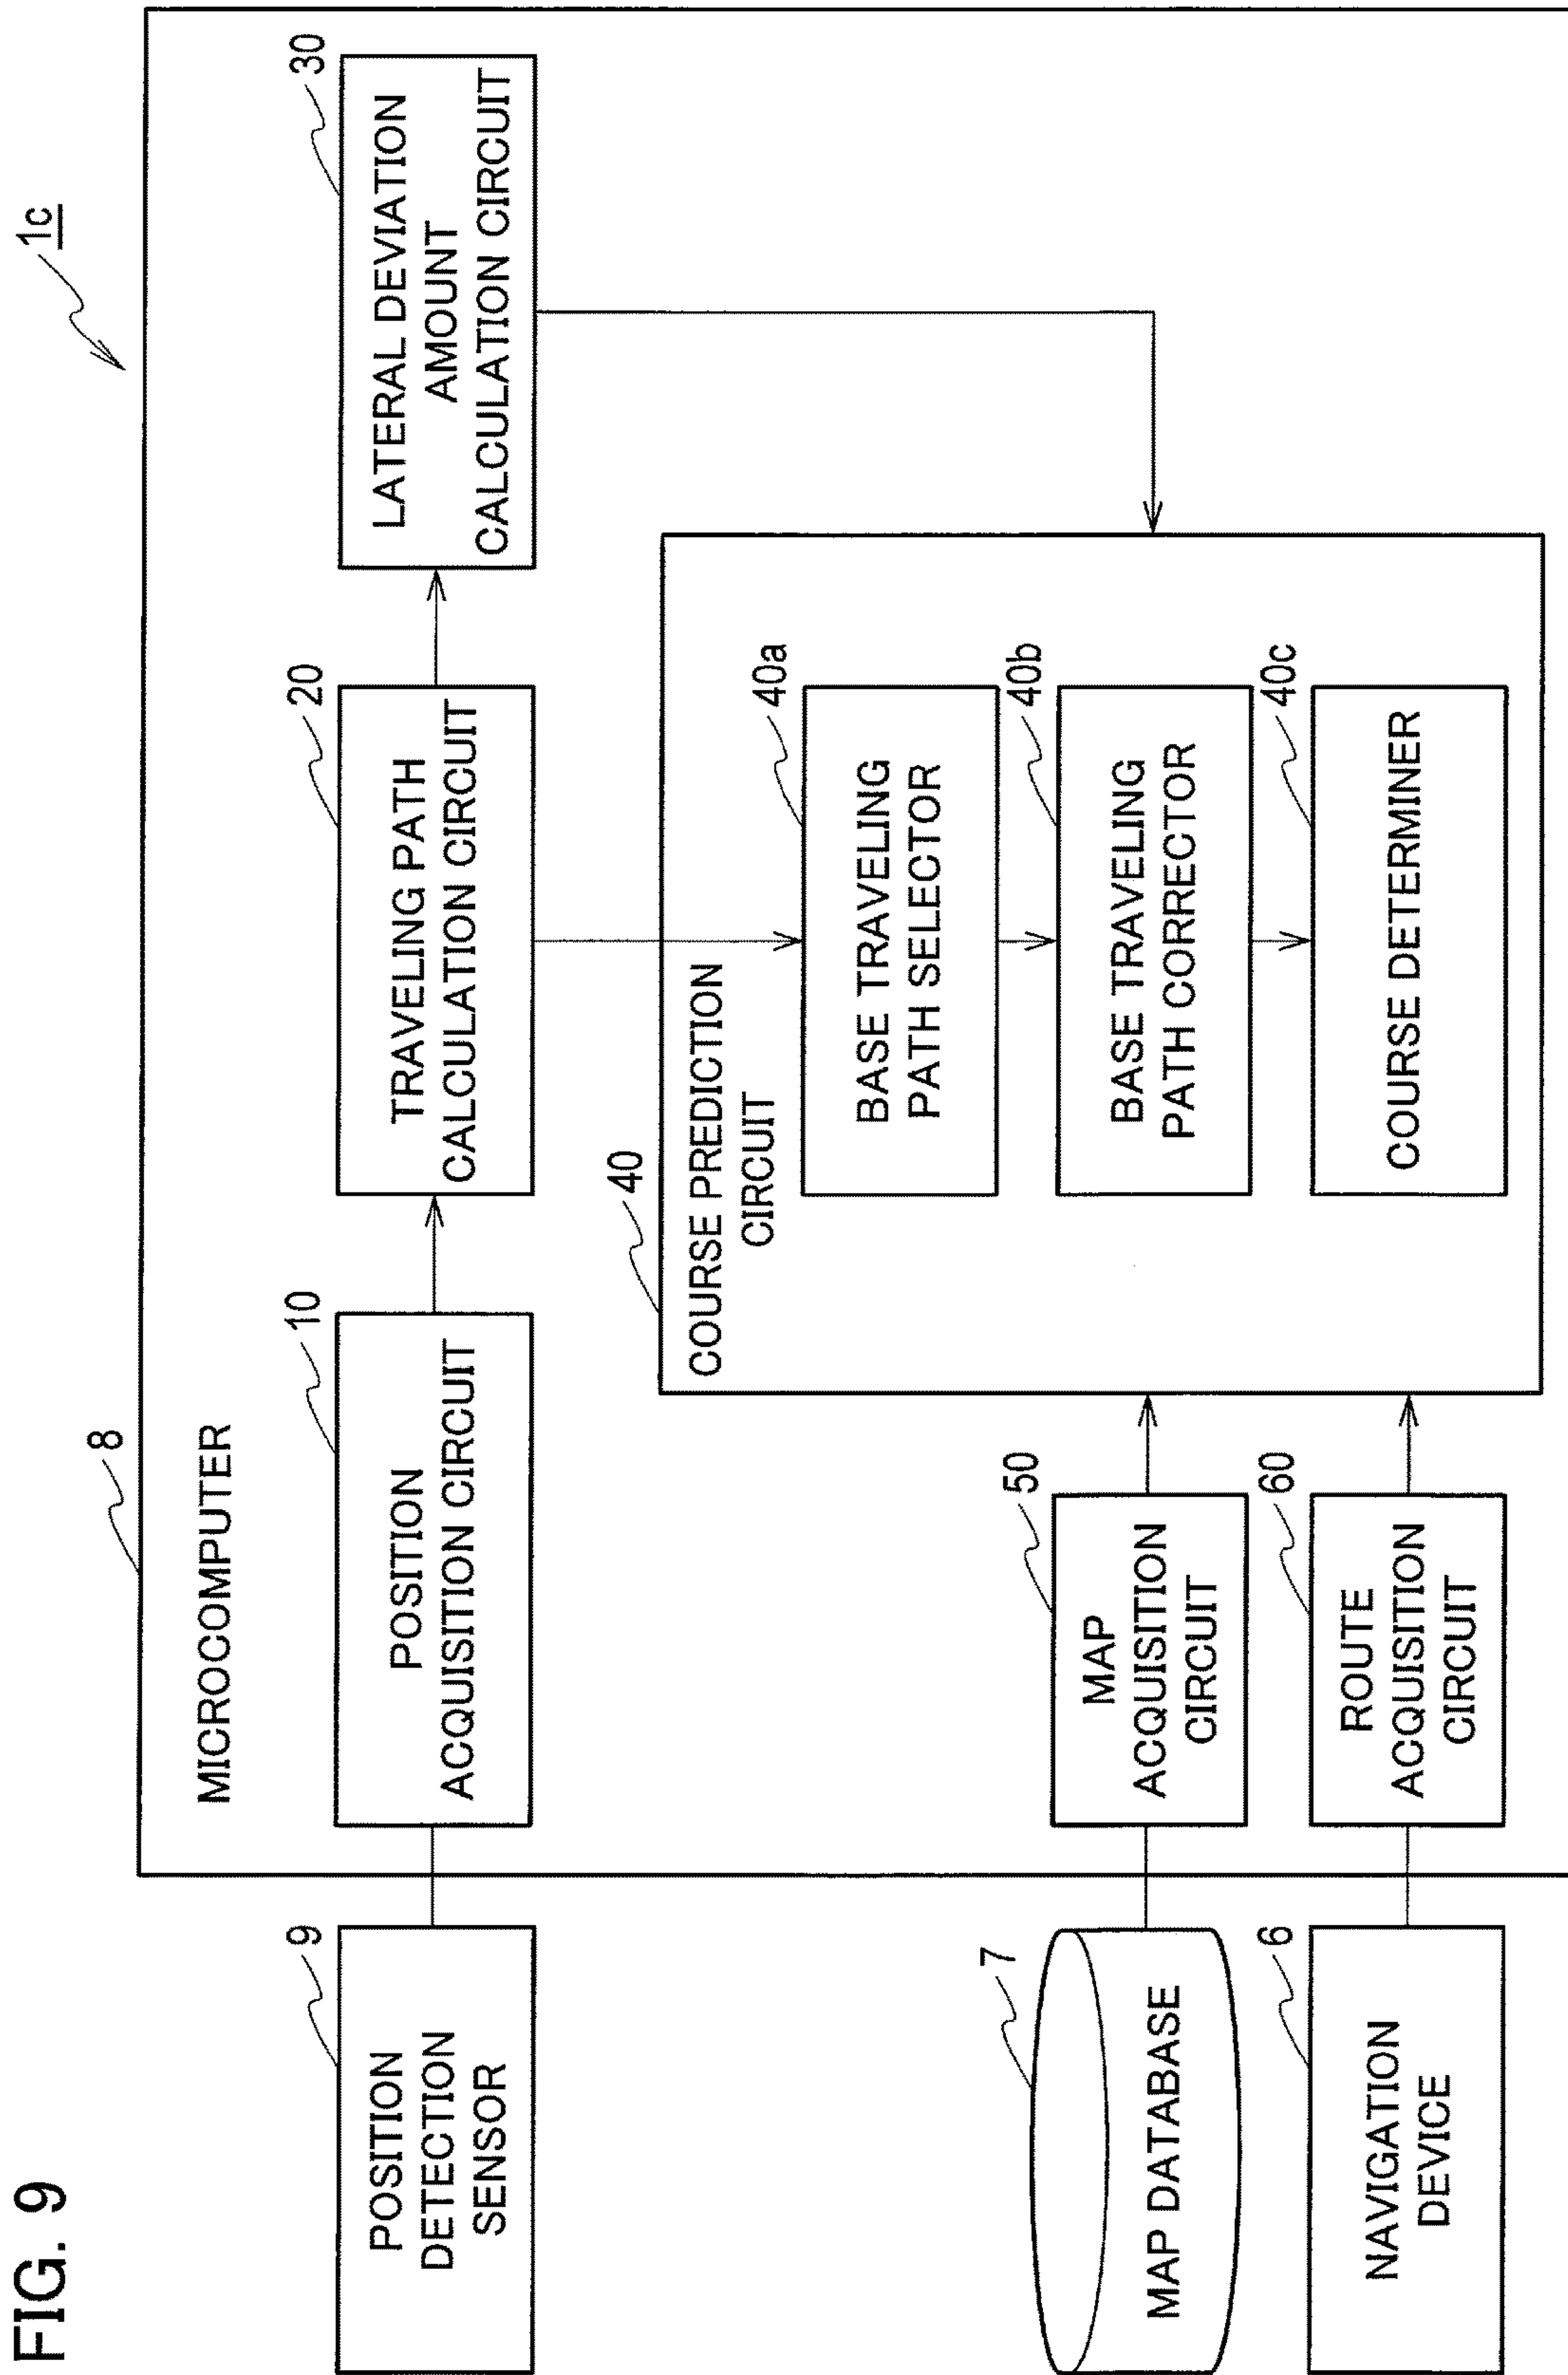 FIG. 9
1c
8
MICROCOMPUTER
9
POSITION
DETECTION
SENSOR
10
POSITION
ACQUISITION CIRCUIT
20
TRAVELING PATH
CALCULATION CIRCUIT
30
LATERAL DEVIATION
AMOUNT
CALCULATION CIRCUIT
40
COURSE PREDICTION
CIRCUIT
40a
BASE TRAVELING
PATH SELECTOR
40b
BASE TRAVELING
PATH CORRECTOR
40c
COURSE DETERMINER
7
MAP DATABASE
50
MAP
ACQUISITION
CIRCUIT
6
NAVIGATION
DEVICE
60
ROUTE
ACQUISITION
CIRCUIT